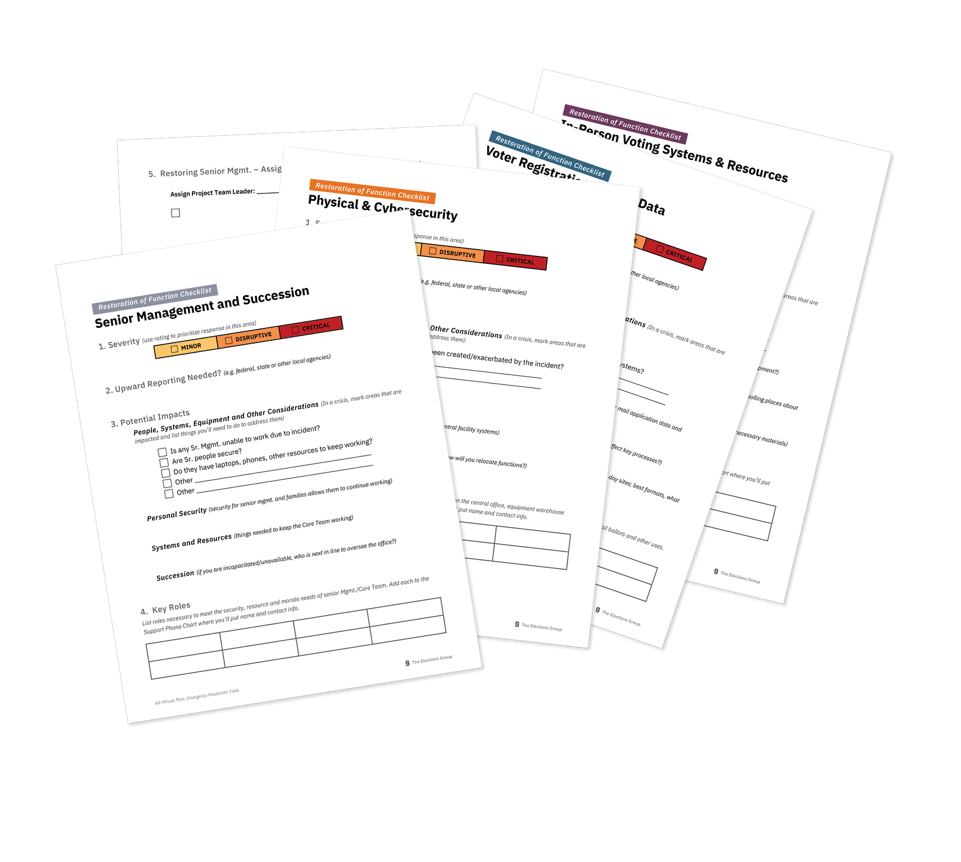 Restoration of Function Checklist
Senior Management and Succession
1. Severity (use rating to prioritize response in this area)
MINOR
DISRUPTIVE
CRITICAL
2. Upward Reporting Needed? (e.g. federal, state or other local agencies)
3. Potential Impacts
People, Systems, Equipment and Other Considerations (In a crisis, mark areas that are
impacted and list things you'll need to do to address them)
Is any Sr. Mgmt. unable to work due to incident?
Are Sr. people secure?
Do they have laptops, phones, other resources to keep working?
Other
Other
Personal Security (security for senior mgmt. and families allows them to continue working)
Systems and Resources (things needed to keep the Core Team working)
Succession (if you are incapacitated/unavailable, who is next in line to oversee the office?)
4. Key Roles
List roles necessary to meet the security, resource and morale needs of senior Mgmt./Core Team. Add each to the
Support Phone Chart where you'll put name and contact info.
60-Minute Plan: Emergency Readiness Tools
The Elections Group
5. Restoring Senior Mgmt. – Assig
Assign Project Team Leader:
Restoration of Function Checklist
Physical & Cybersecurity
1. S
sponse in this area)
DISRUPTIVE
CRITICAL
(e.g. federal, state or other local agencies)
Other Considerations (In a crisis, mark areas that are
address them)
been created/exacerbated by the incident?
ntral facility systems)
w will you relocate functions?)
on the central office, equipment warehouse
put name and contact info.
The Elections Group
Restoration of Function Checklist
Voter Registrati
Data
E
CRITICAL
ther local agencies)
ations (In a crisis, mark areas that are
ystems?
mail application data and
ffect key processes?)
day sites; best formats, what
il ballots and other uses.
The Elections Group
Restoration of Function Checklist
In-Person Voting Systems & Resources
areas that are
pment?)
olling places about
necessary materials)
art where you'll put
The Elections Group